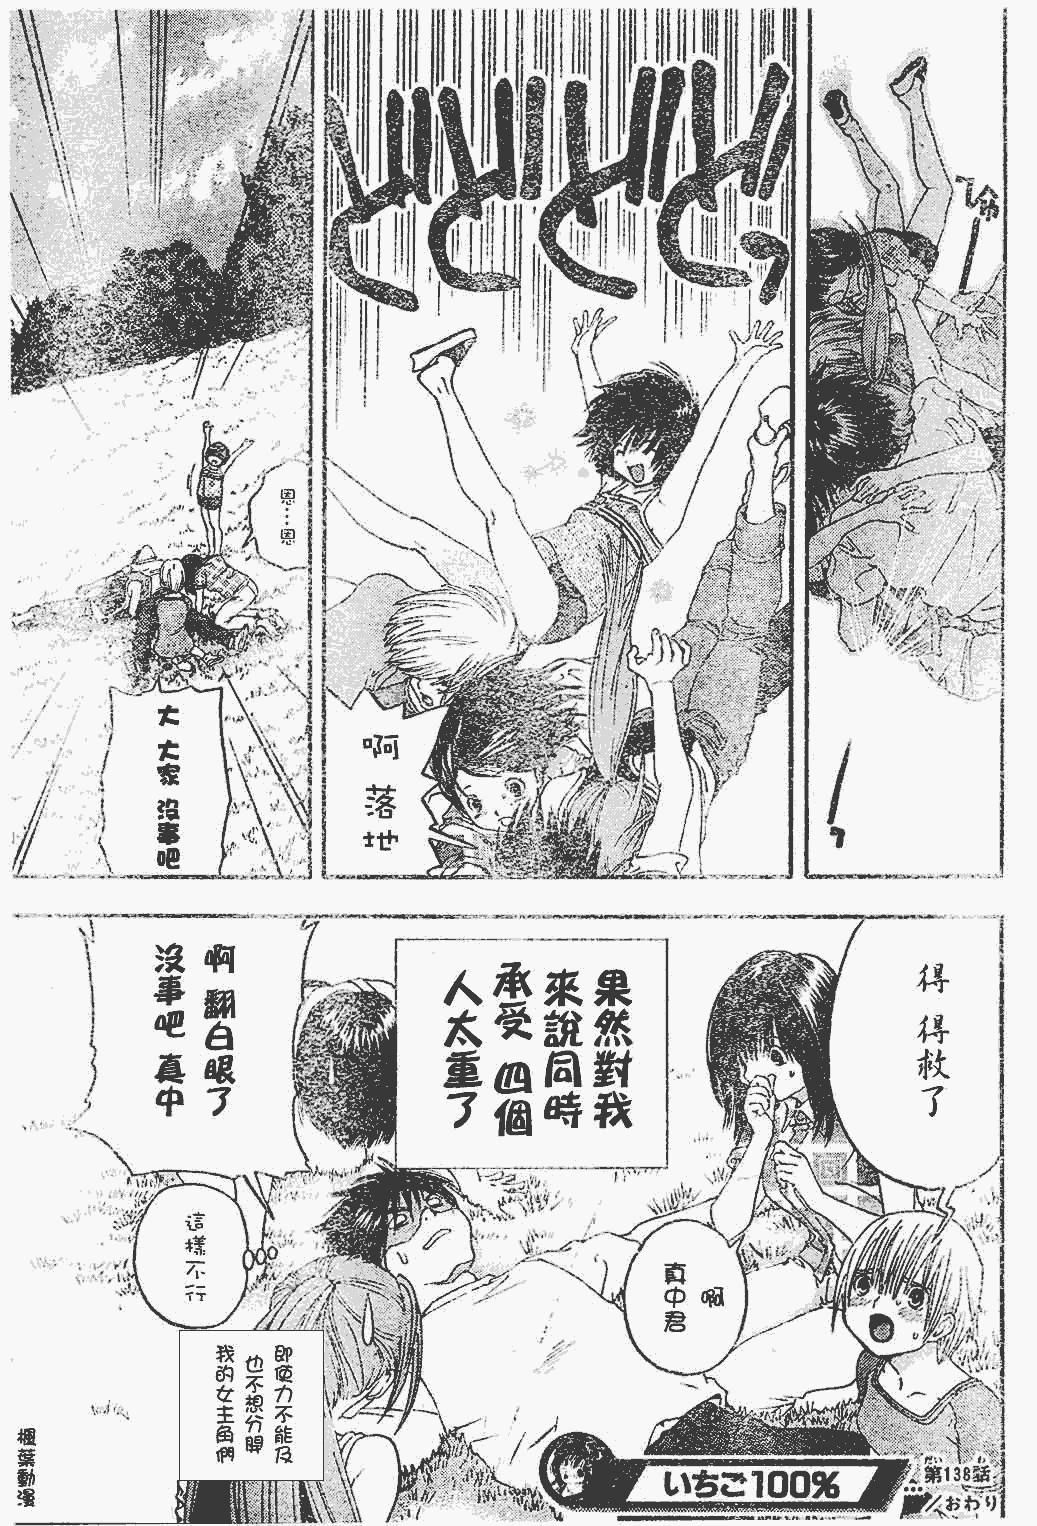 啊 落地
恩…恩
大 大家 沒事吧
得 得救了
果然對我
來說同時
承受 四個
人太重了
啊 翻白眼了
沒事吧 真中
啊
真中君
這樣不行
即使力不能及
也不想分開
我的女主角們
楓葉動漫
いちご100%
第138話
おわり